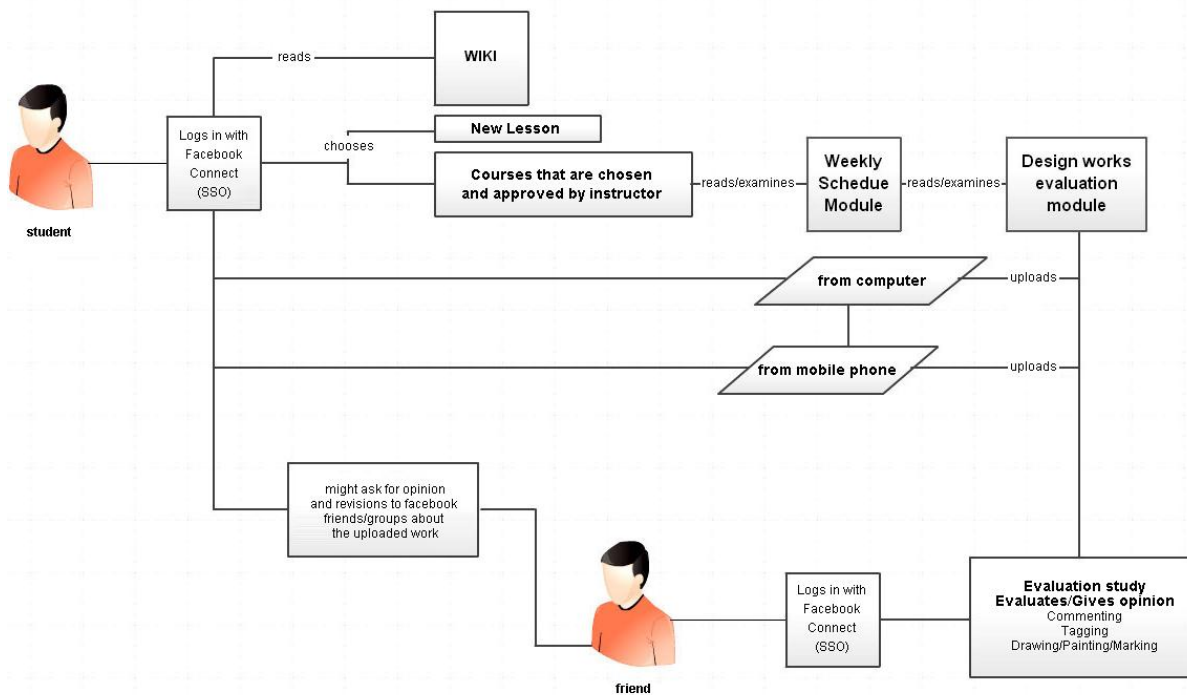 reads
WIKI
Logs in with
Facebook
Connect
(SSO)
student
chooses
New Lesson
Courses that are chosen
and approved by instructor
reads/examines
Weekly
Schedue
Module
reads/examines
Design works
evaluation
module
from computer
uploads
from mobile phone
uploads
might ask for opinion
and revisions to facebook
friends/groups about
the uploaded work
friend
Logs in with
Facebook
Connect
(SSO)
Evaluation study
Evaluates/Gives opinion
Commenting
Tagging
Drawing/Painting/Marking